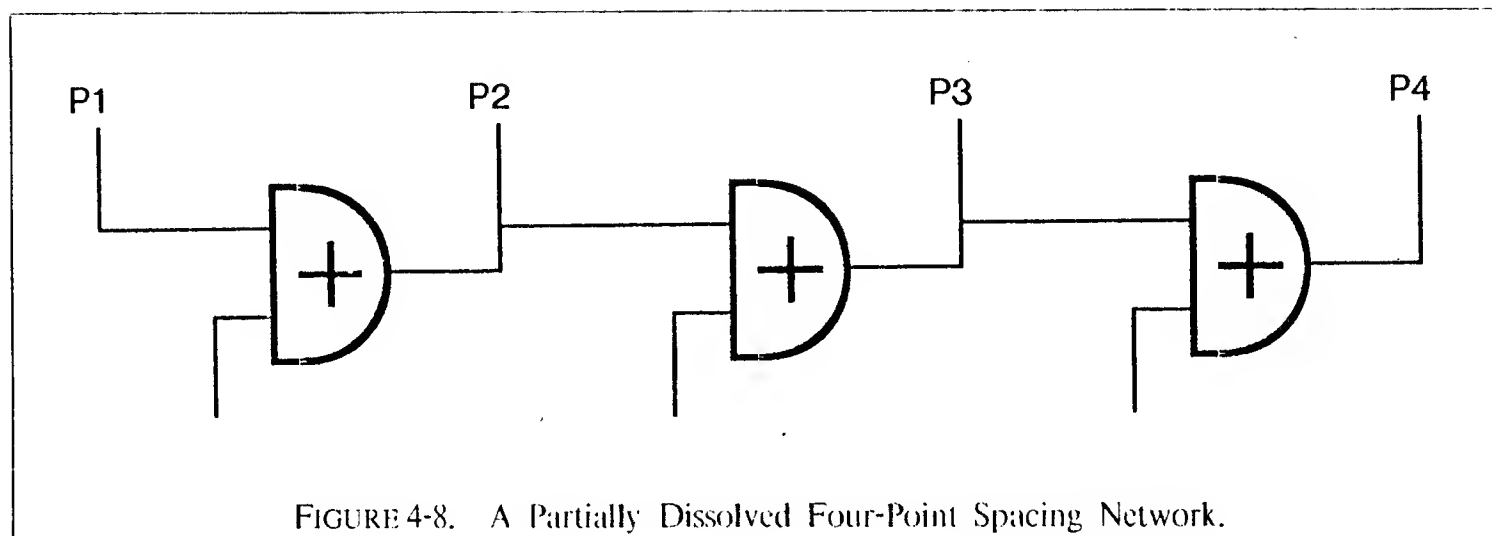 P1 P2 P3 P4
+ + +
FIGURE 4-8. A Partially Dissolved Four-Point Spacing Network.